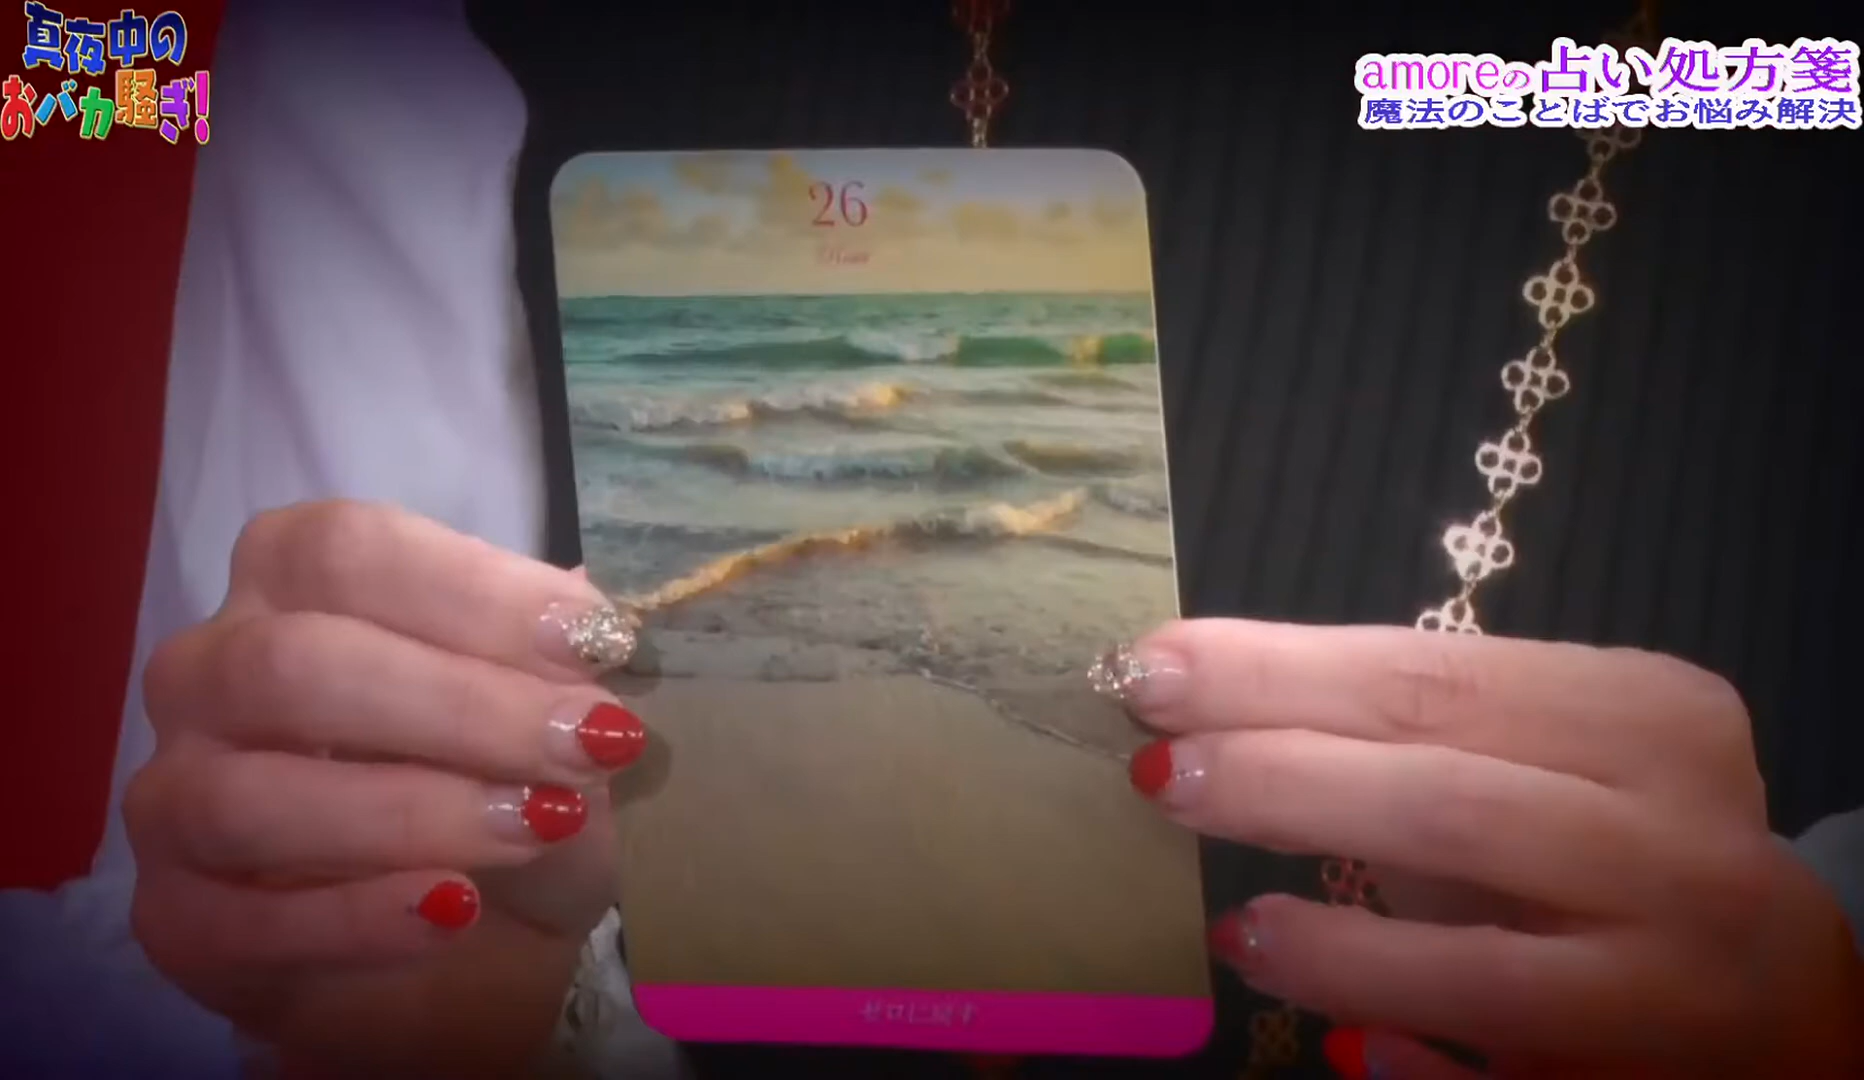 真夜中の
おバカ騒ぎ!
amoreの占い処方箋
魔法のことばでお悩み解決
26
ゼロに戻す